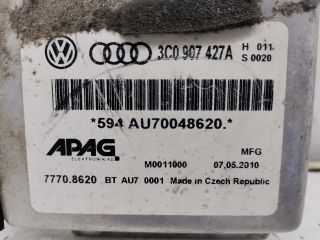 3C0 907 427A H 011.
S 0020
*594 AU70048620.*
APAG
ELEKTRONIK AG
MFG
M0011000 07.05.2010
7770.8620 BT AU7 0001 Made in Czech Republic